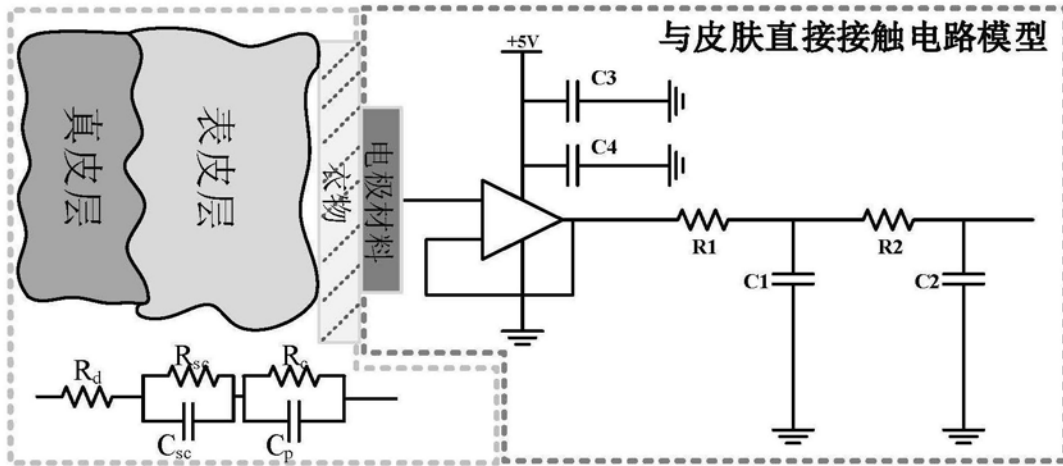 与皮肤直接接触电路模型
+5V
C3
C4
真皮层
表皮层
衣物
电极材料
R1
R2
C1
C2
Rd
Rsc
Rc
Csc
Cp